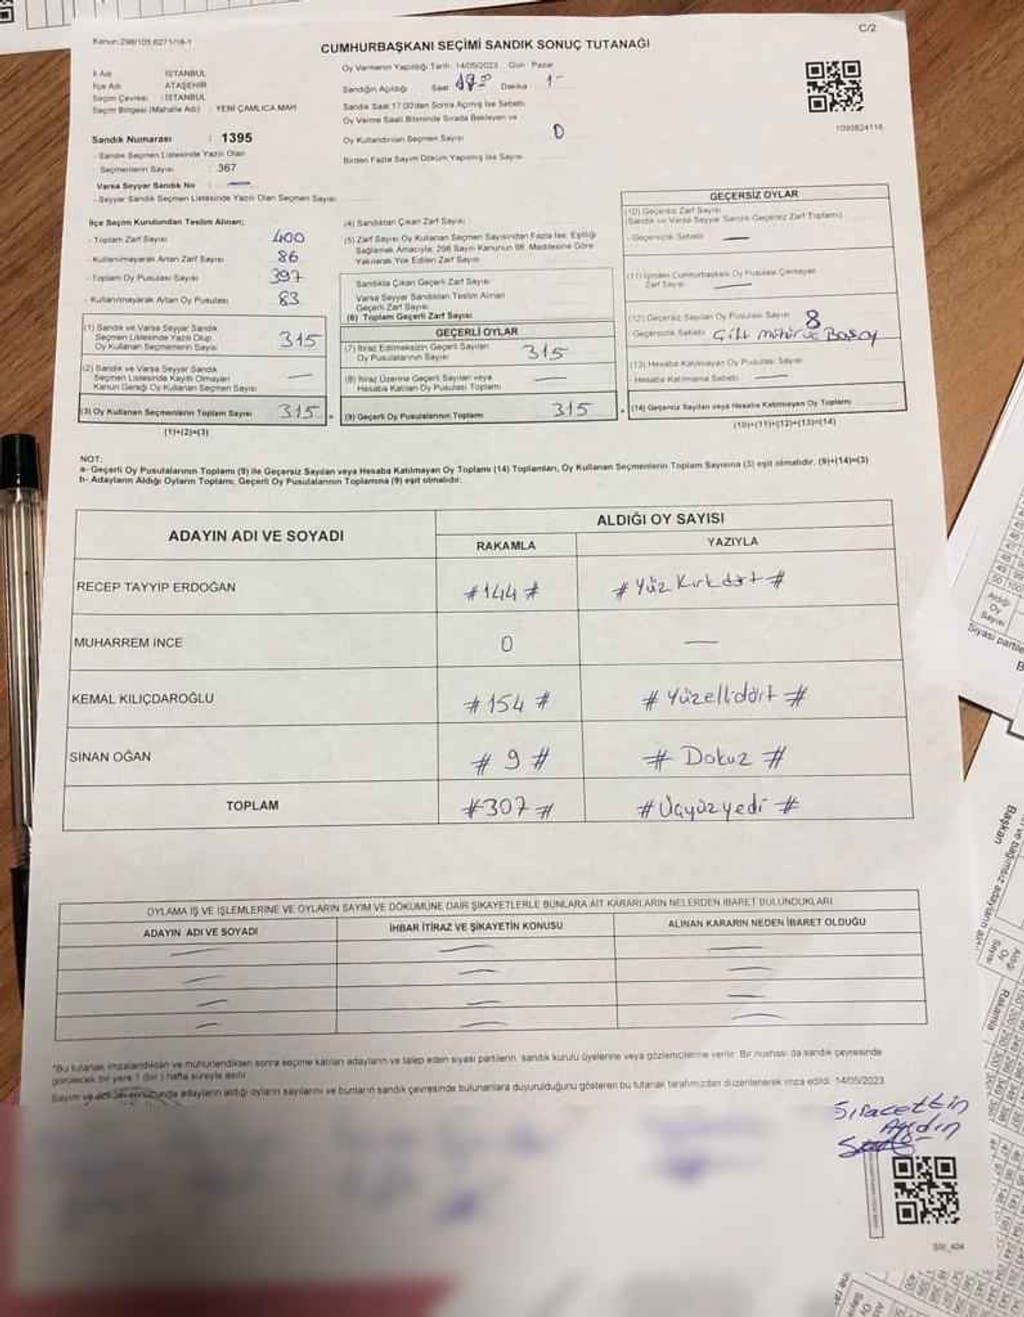 Kanun:298/105.6271/18-1
C/2
CUMHURBAŞKANI SEÇİMİ SANDIK SONUÇ TUTANAĞI
İl Adı : İSTANBUL
İlçe Adı : ATAŞEHİR
Seçim Çevresi : İSTANBUL
Seçim Bölgesi (Mahalle Adı) : YENİ ÇAMLICA MAH
Sandık Numarası : 1395
- Sandık Seçmen Listesinde Yazılı Olan
Seçmenlerin Sayısı : 367
Varsa Seyyar Sandık No : —
- Seyyar Sandık Seçmen Listesinde Yazılı Olan Seçmen Sayısı
Oy Vermenin Yapıldığı Tarih: 14/05/2023 Gün: Pazar
Sandığın Açıldığı Saat Dakika
Sandık Saat 17:00'den Sonra Açılmış İse Sebebi
Oy Verme Saati Bitiminde Sırada Bekleyen ve
Oy Kullandırılan Seçmen Sayısı
Birden Fazla Sayım Döküm Yapılmış İse Sayısı
1093824118
İlçe Seçim Kurulundan Teslim Alınan;
- Toplam Zarf Sayısı 400
- Kullanılmayarak Artan Zarf Sayısı 86
- Toplam Oy Pusulası Sayısı 397
- Kullanılmayarak Artan Oy Pusulası 83
(1) Sandık ve Varsa Seyyar Sandık
Seçmen Listesinde Yazılı Olup
Oy Kullanan Seçmenlerin Sayısı 315
(2) Sandık ve Varsa Seyyar Sandık
Seçmen Listesinde Kayıtlı Olmayan
Kanun Gereği Oy Kullanan Seçmen Sayısı —
(3) Oy Kullanan Seçmenlerin Toplam Sayısı 315
(1)+(2)=(3)
(4) Sandıktan Çıkan Zarf Sayısı
(5) Zarf Sayısı Oy Kullanan Seçmen Sayısından Fazla İse, Eşitliği
Sağlamak Amacıyla; 298 Sayılı Kanunun 98. Maddesine Göre
Yakılarak Yok Edilen Zarf Sayısı
Sandıkta Çıkan Geçerli Zarf Sayısı
Varsa Seyyar Sandıktan Teslim Alınan
Geçerli Zarf Sayısı
(6) Toplam Geçerli Zarf Sayısı
GEÇERLİ OYLAR
(7) İtiraz Edilmeksizin Geçerli Sayılan
Oy Pusulalarının Sayısı 315
(8) İtiraz Üzerine Geçerli Sayılan veya
Hesaba Katılan Oy Pusulası Toplamı —
(9) Geçerli Oy Pusulalarının Toplamı 315
GEÇERSİZ OYLAR
(10) Geçersiz Zarf Sayısı
(Sandık ve Varsa Seyyar Sandık Geçersiz Zarf Toplamı)
- Geçersizlik Sebebi —
(11) İçinden Cumhurbaşkanı Oy Pusulası Çıkmayan
Zarf Sayısı —
(12) Geçersiz Sayılan Oy Pusulası Sayısı 8
- Geçersizlik Sebebi Çift mühür ve Boş oy
(13) Hesaba Katılmayan Oy Pusulası Sayısı
- Hesaba Katılmama Sebebi —
(14) Geçersiz Sayılan veya Hesaba Katılmayan Oy Toplamı
(10)+(11)+(12)+(13)=(14)
NOT:
a- Geçerli Oy Pusulalarının Toplamı (9) ile Geçersiz Sayılan veya Hesaba Katılmayan Oy Toplamı (14) Toplamları, Oy Kullanan Seçmenlerin Toplam Sayısına (3) eşit olmalıdır. (9)+(14)=(3)
b- Adayların Aldığı Oyların Toplamı, Geçerli Oy Pusulalarının Toplamına (9) eşit olmalıdır.
ADAYIN ADI VE SOYADI
ALDIĞI OY SAYISI
RAKAMLA YAZIYLA
RECEP TAYYİP ERDOĞAN #144# #Yüz Kırkdört#
MUHARREM İNCE 0 —
KEMAL KILIÇDAROĞLU #154# #Yüzellidört#
SİNAN OĞAN #9# #Dokuz#
TOPLAM #307# #Üçyüzyedi#
OYLAMA İŞ VE İŞLEMLERİNE VE OYLARIN SAYIM VE DÖKÜMÜNE DAİR ŞİKAYETLERLE BUNLARA AİT KARARLARIN NELERDEN İBARET BULUNDUKLARI
ADAYIN ADI VE SOYADI İHBAR İTİRAZ VE ŞİKAYETİN KONUSU ALINAN KARARIN NEDEN İBARET OLDUĞU
*Bu tutanak imzalandıktan ve mühürlendikten sonra seçime katılan adayların ve talep eden siyasi partilerin, sandık kurulu üyelerine veya gözlemcilerine verilir. Bir nüshası da sandık çevresinde
görülecek bir yere 1 (bir) hafta süreyle asılır.
adayların aldığı oyların sayılarını ve bunların sandık çevresinde bulunanlara duyurulduğunu gösteren bu tutanak tarafımızdan düzenlenerek imza edildi. 14/05/2023
Siracettin
Aydın